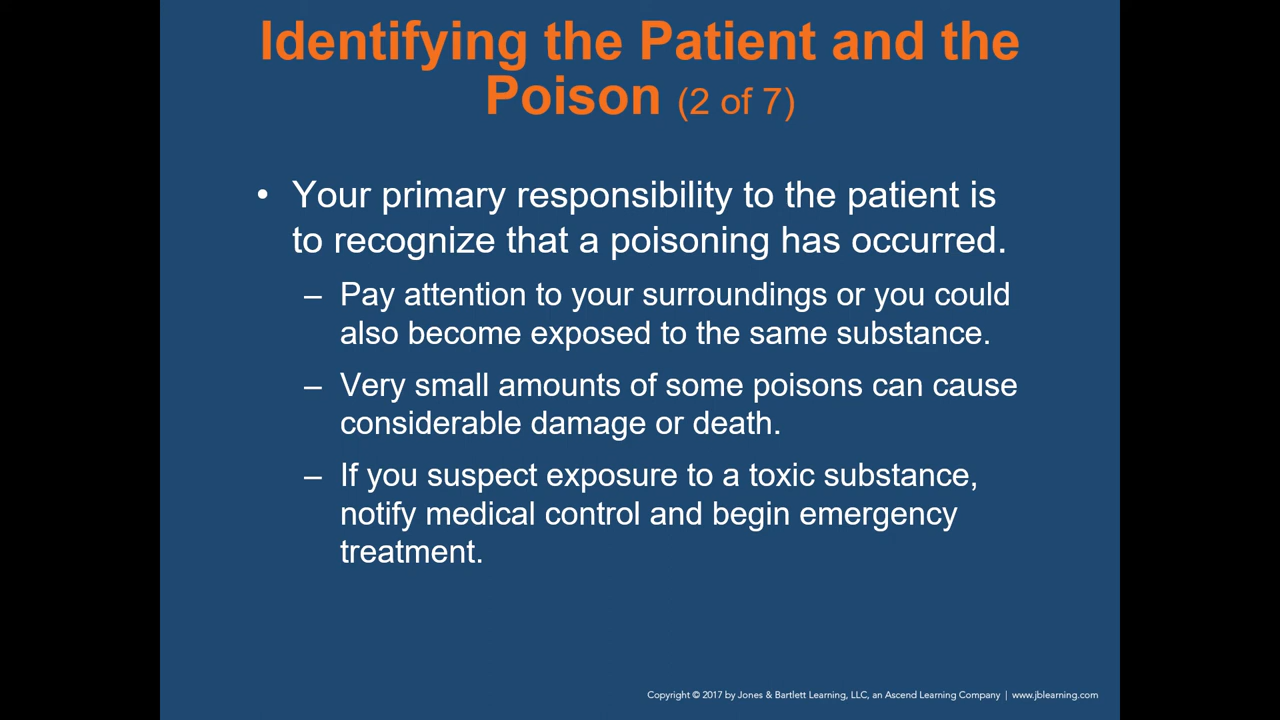 Identifying the Patient and the
Poison (2 of 7)
• Your primary responsibility to the patient is
to recognize that a poisoning has occurred.
– Pay attention to your surroundings or you could
also become exposed to the same substance.
– Very small amounts of some poisons can cause
considerable damage or death.
– If you suspect exposure to a toxic substance,
notify medical control and begin emergency
treatment.
Copyright © 2017 by Jones & Bartlett Learning, LLC, an Ascend Learning Company | www.jblearning.com